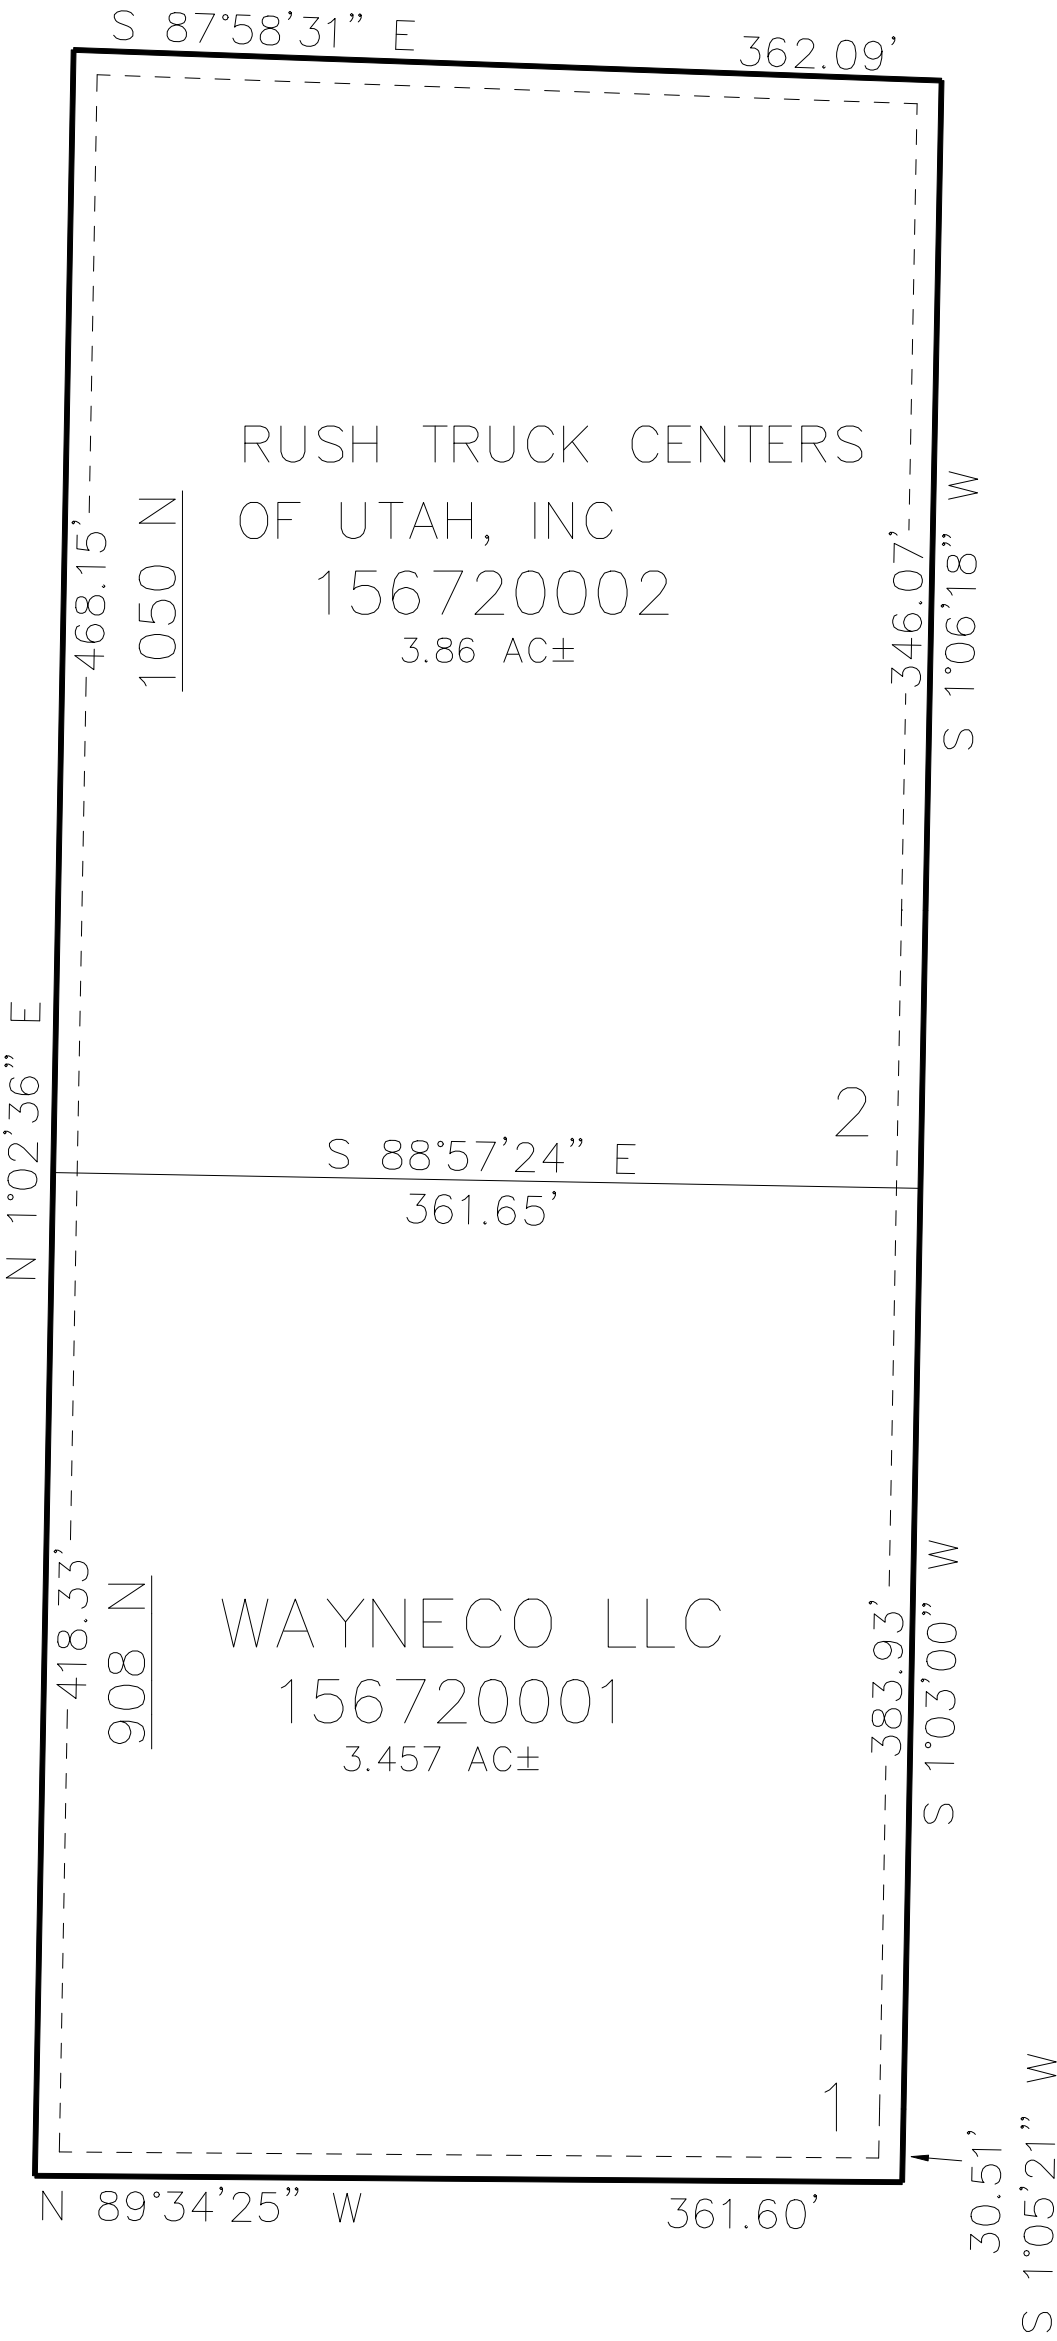 S 87°58'31” E
362.09'
RUSH TRUCK CENTERS
OF UTAH, INC
156720002
3.86 AC±
468.15'
1050 N
346.07'
S 1°06'18” W
N 1°02'36” E
2
S 88°57'24” E
361.65'
418.33'
908 N
WAYNECO LLC
156720001
3.457 AC±
383.93'
S 1°03'00” W
1
N 89°34'25” W
361.60'
30.51'
S 1°05'21” W